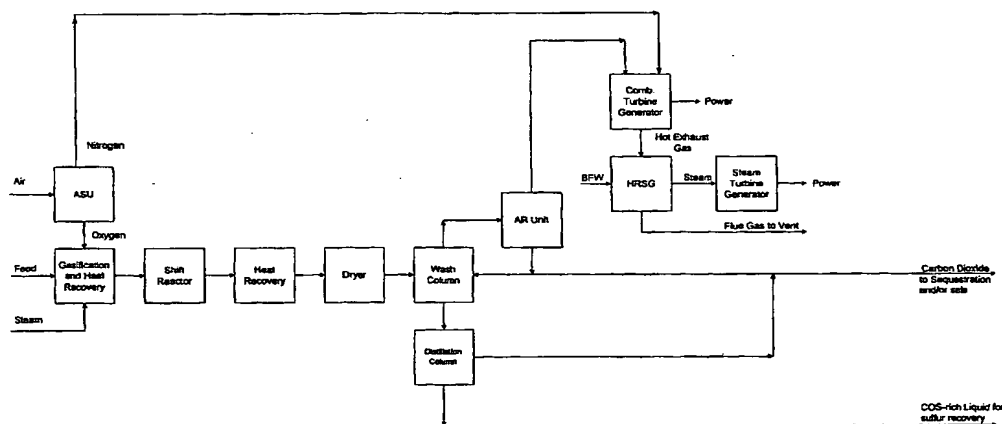 Comb.
Turbine
Generator
Power
Nitrogen
Hot Exhaust
Gas
Air
ASU
BFW
HRSG
Steam
Steam
Turbine
Generator
Power
AR Unit
Oxygen
Flue Gas to Vent
Feed
Gasification
and Heat
Recovery
Shift
Reactor
Heat
Recovery
Dryer
Wash
Column
Carbon Dioxide
to Sequestration
and/or sale
Steam
Distillation
Column
COS-rich Liquid for
sulfur recovery